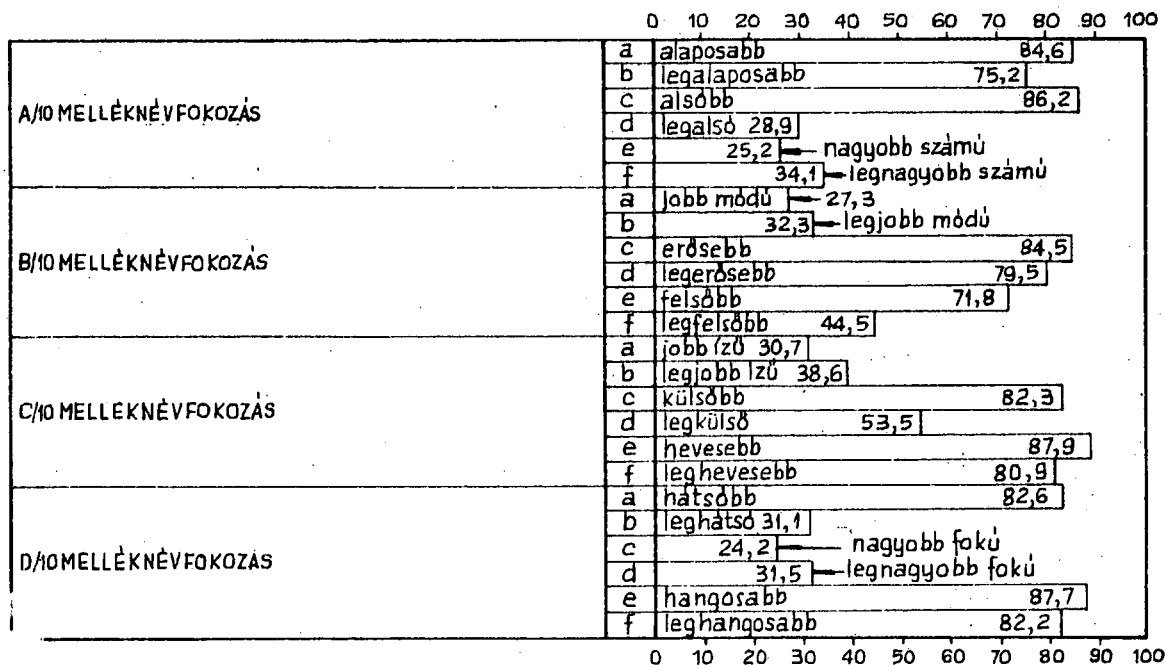 0 10 20 30 40 50 60 70 80 90 100
A/10 MELLÉKNÉVFOKOZÁS
a alaposabb 84,6
b legalaposabb 75,2
c alsóbb 86,2
d legalsó 28,9
e 25,2 nagyobb számú
f 34,1 legnagyobb számú
B/10 MELLÉKNÉVFOKOZÁS
a jobb módú 27,3
b 32,3 legjobb módú
c erősebb 84,5
d legerősebb 79,5
e felsőbb 71,8
f legfelsőbb 44,5
C/10 MELLÉKNÉVFOKOZÁS
a jobb ízű 30,7
b legjobb ízű 38,6
c külsőbb 82,3
d legkülső 53,5
e hevesebb 87,9
f leghevesebb 80,9
D/10 MELLÉKNÉVFOKOZÁS
a hátsóbb 82,6
b leghátsó 31,1
c 24,2 nagyobb fokú
d 31,5 legnagyobb fokú
e hangosabb 87,7
f leghangosabb 82,2
0 10 20 30 40 50 60 70 80 90 100